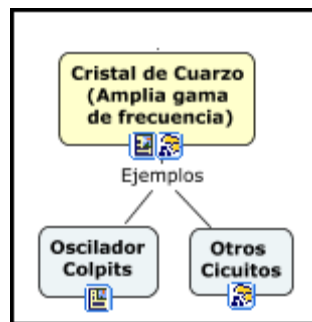 Cristal de Cuarzo
(Amplia gama
de frecuencia)
Ejemplos
Oscilador
Colpits
Otros
Cicuitos